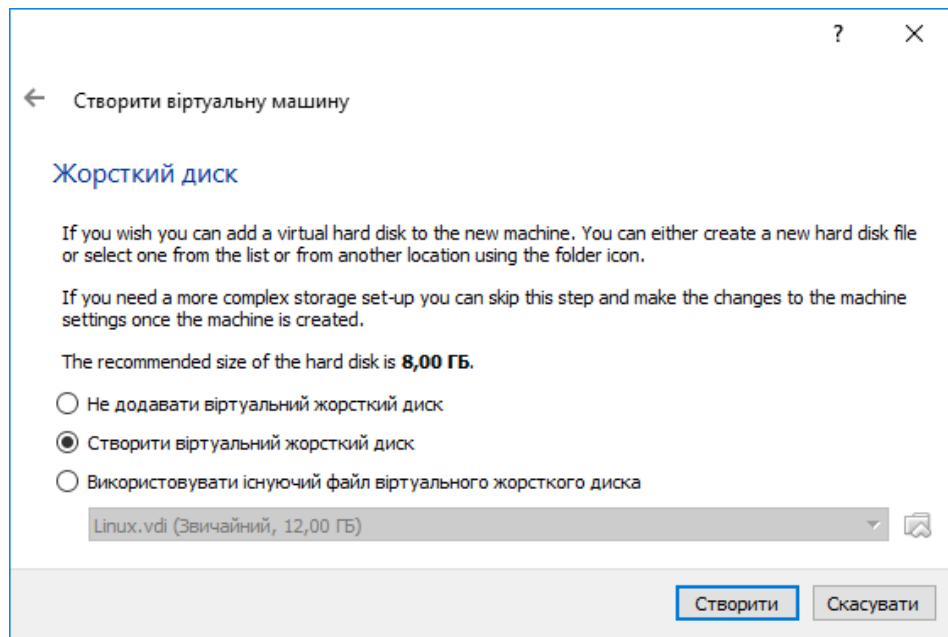 ?
Створити віртуальну машину
Жорсткий диск
If you wish you can add a virtual hard disk to the new machine. You can either create a new hard disk file
or select one from the list or from another location using the folder icon.
If you need a more complex storage set-up you can skip this step and make the changes to the machine
settings once the machine is created.
The recommended size of the hard disk is 8,00 ГБ.
Не додавати віртуальний жорсткий диск
Створити віртуальний жорсткий диск
Використовувати існуючий файл віртуального жорсткого диска
Linux.vdi (Звичайний, 12,00 ГБ)
Створити Скасувати